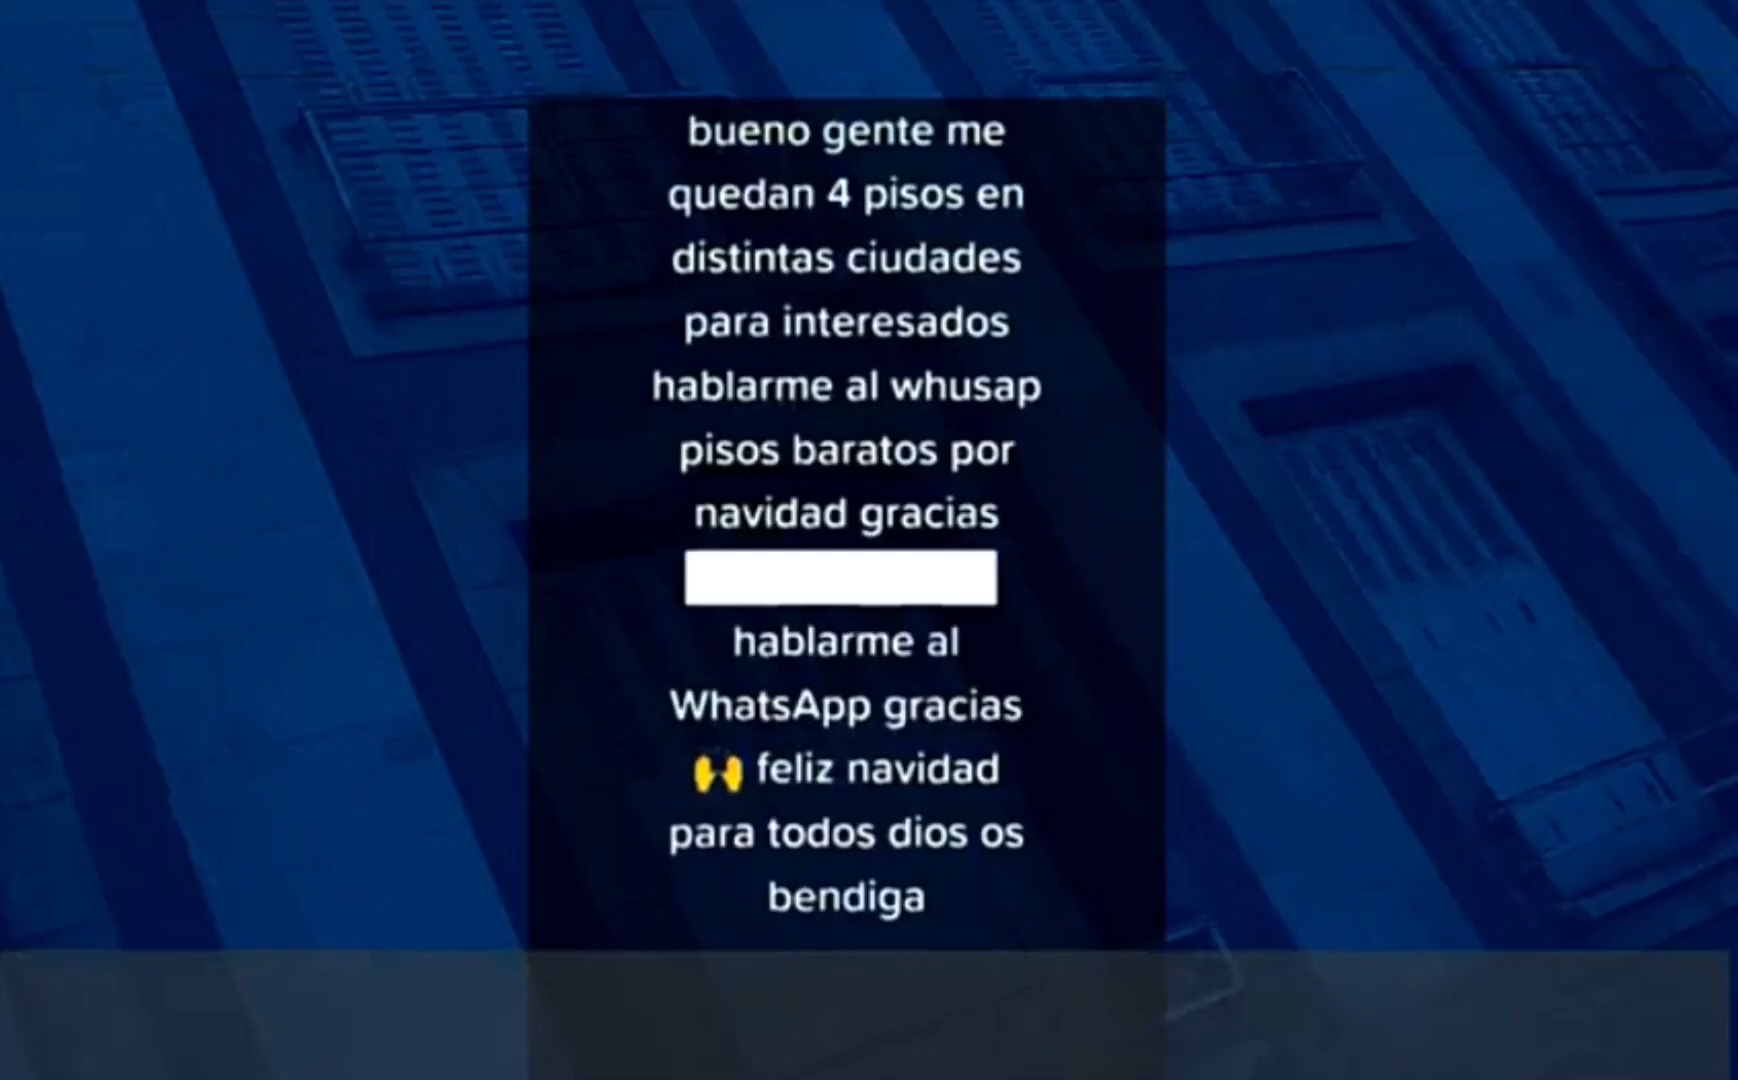 bueno gente me
quedan 4 pisos en
distintas ciudades
para interesados
hablarme al whusap
pisos baratos por
navidad gracias
hablarme al
WhatsApp gracias
🙌 feliz navidad
para todos dios os
bendiga